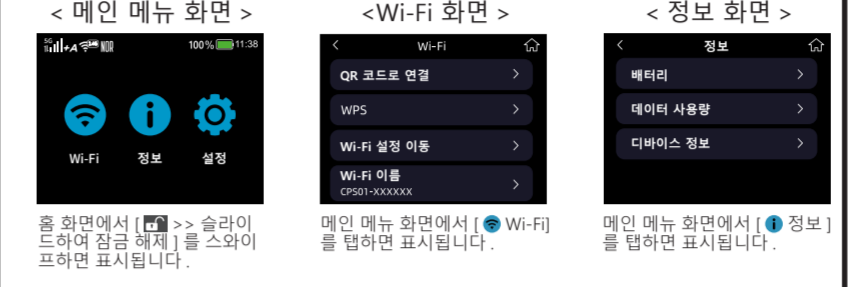 < 메인 메뉴 화면 >
5G +A NOR 100% 11:38
Wi-Fi 정보 설정
홈 화면에서 [ >> 슬라이
드하여 잠금 해제 ] 를 스와이
프하면 표시됩니다 .
<Wi-Fi 화면 >
< Wi-Fi
QR 코드로 연결 >
WPS >
Wi-Fi 설정 이동 >
Wi-Fi 이름
CPS01-XXXXXX >
메인 메뉴 화면에서 [ Wi-Fi]
를 탭하면 표시됩니다 .
< 정보 화면 >
< 정보
배터리 >
데이터 사용량 >
디바이스 정보 >
메인 메뉴 화면에서 [ 정보 ]
를 탭하면 표시됩니다 .